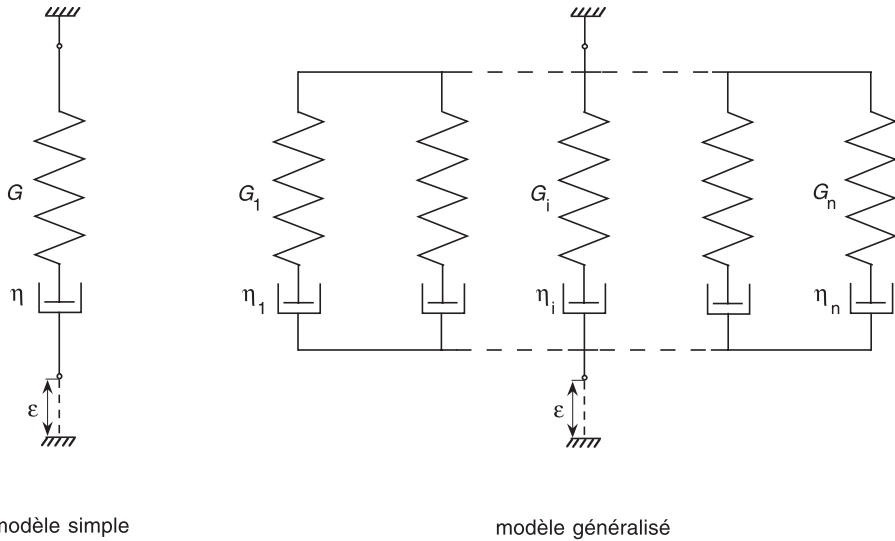 G
η
ε
G1
η1
Gi
ηi
ε
Gn
ηn
modèle simple
modèle généralisé